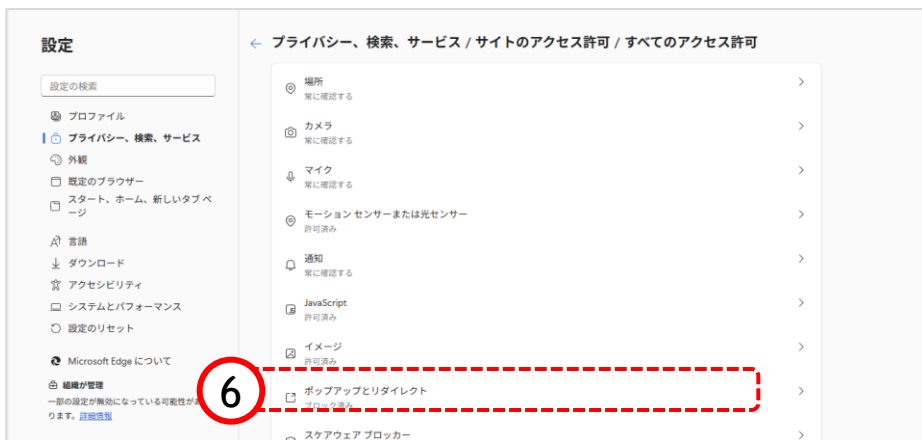 設定
設定の検索
プロファイル
プライバシー、検索、サービス
外観
既定のブラウザー
スタート、ホーム、新しいタブ ペ
ージ
言語
ダウンロード
アクセシビリティ
システムとパフォーマンス
設定のリセット
Microsoft Edge について
組織が管理
一部の設定が無効になっている可能性があ
ります。詳細情報
← プライバシー、検索、サービス / サイトのアクセス許可 / すべてのアクセス許可
場所
常に確認する
カメラ
常に確認する
マイク
常に確認する
モーション センサーまたは光センサー
許可済み
通知
常に確認する
JavaScript
許可済み
イメージ
許可済み
6
ポップアップとリダイレクト
ブロック済み
スケアウェア ブロッカー